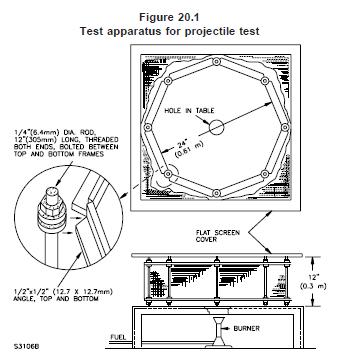 Figure 20.1
Test apparatus for projectile test
HOLE IN TABLE
24"
(0.61 m)
1/4"(6.4mm) DIA. ROD,
12"(305mm) LONG, THREADED
BOTH ENDS, BOLTED BETWEEN
TOP AND BOTTOM FRAMES
FLAT SCREEN
COVER
1/2"x1/2" (12.7 X 12.7mm)
ANGLE, TOP AND BOTTOM
12"
(0.3 m)
BURNER
FUEL
S3106B